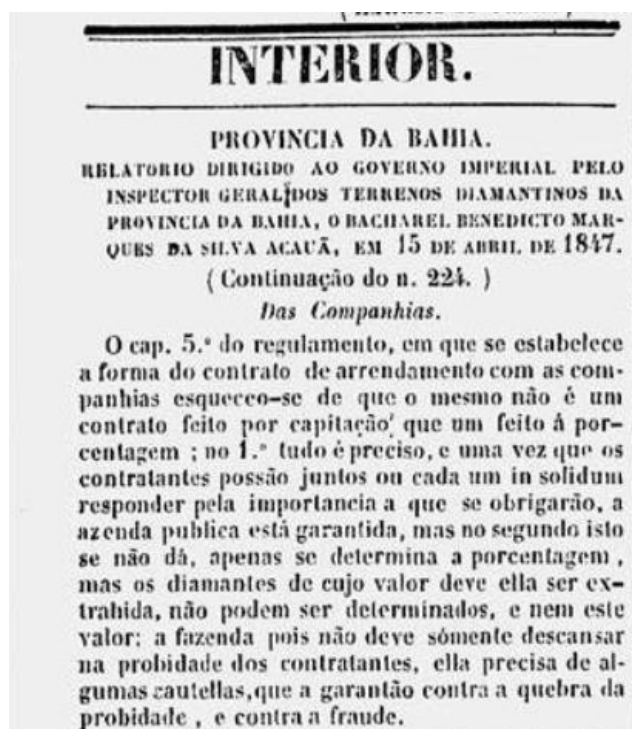 INTERIOR.
PROVINCIA DA BAHIA.
RELATORIO DIRIGIDO AO GOVERNO IMPERIAL PELO
INSPECTOR GERAL DOS TERRENOS DIAMANTINOS DA
PROVINCIA DA BAHIA, O BACHAREL BENEDICTO MAR-
QUES DA SILVA ACAUÃ, EM 15 DE ABRIL DE 1847.
( Continuação do n. 224. )
Das Companhias.
O cap. 5.º do regulamento, em que se estabelece
a forma do contrato de arrendamento com as com-
panhias esqueceo-se de que o mesmo não é um
contrato feito por capitação' que um feito á por-
centagem ; no 1.º tudo é preciso, e uma vez que os
contratantes possão juntos ou cada um in solidum
responder pela importancia a que se obrigarão, a
azenda publica está garantida, mas no segundo isto
se não dá, apenas se determina a porcentagem ,
mas os diamantes de cujo valor deve ella ser ex-
trahida, não podem ser determinados, e nem este
valor: a fazenda pois não deve sómente descansar
na probidade dos contratantes, ella precisa de al-
gumas cautellas,que a garantão contra a quebra da
probidade , e contra a fraude.